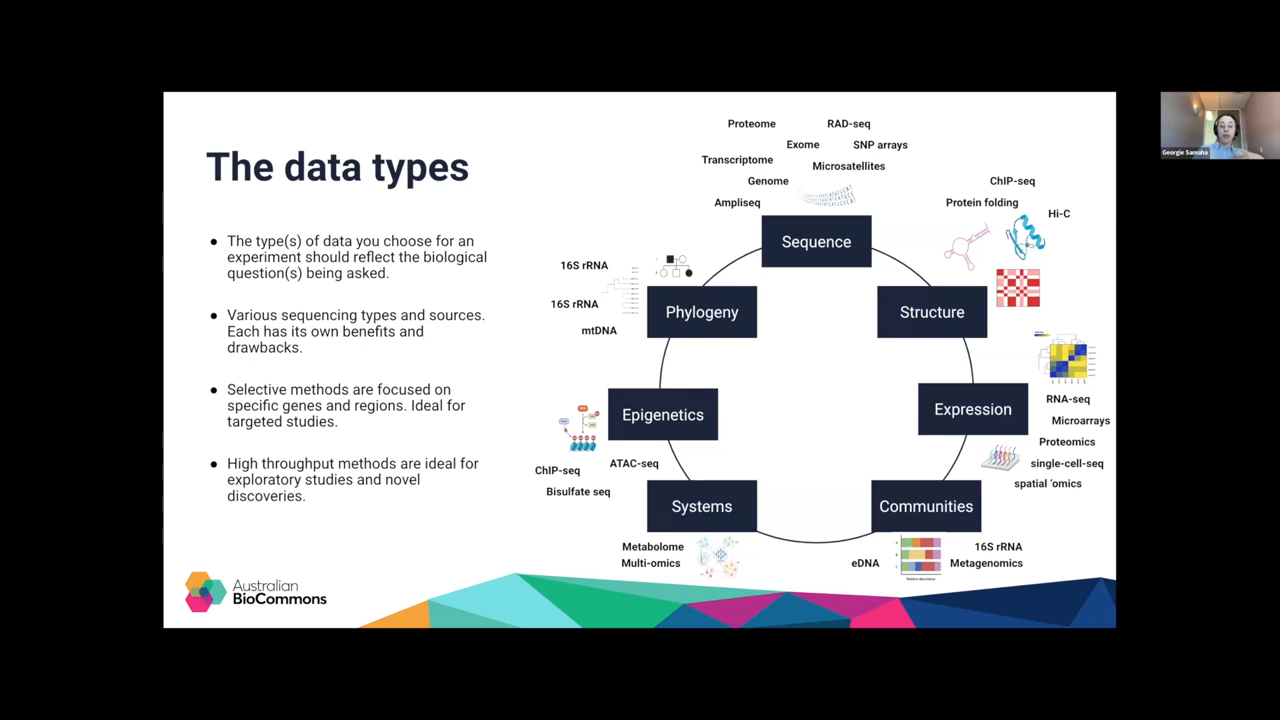 The data types
● The type(s) of data you choose for an
experiment should reflect the biological
question(s) being asked.
● Various sequencing types and sources.
Each has its own benefits and
drawbacks.
● Selective methods are focused on
specific genes and regions. Ideal for
targeted studies.
● High throughput methods are ideal for
exploratory studies and novel
discoveries.
Proteome
RAD-seq
Exome
SNP arrays
Transcriptome
Microsatellites
Genome
Ampliseq
Sequence
ChIP-seq
Protein folding
Hi-C
Structure
RNA-seq
Microarrays
Proteomics
single-cell-seq
spatial 'omics
Expression
Communities
16S rRNA
eDNA
Metagenomics
Systems
Metabolome
Multi-omics
Epigenetics
ChIP-seq
ATAC-seq
Bisulfate seq
Phylogeny
16S rRNA
16S rRNA
mtDNA
Australian
BioCommons
Georgie Samaha